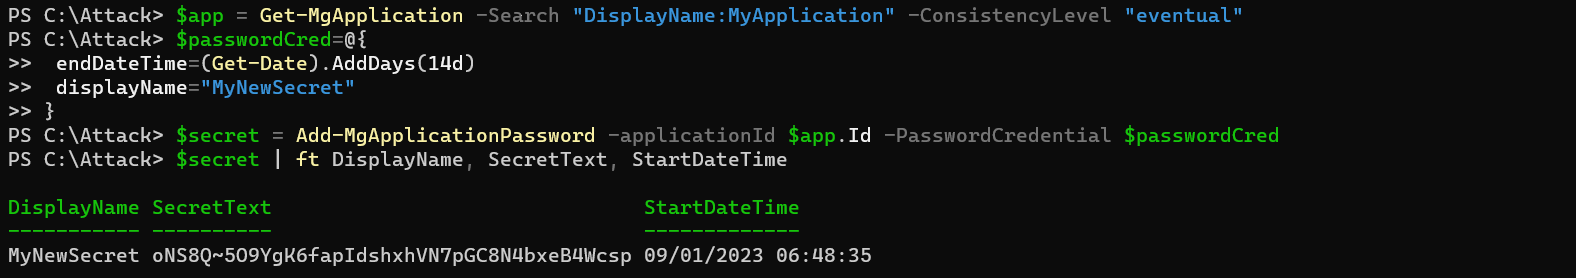 PS C:\Attack> $app = Get-MgApplication -Search "DisplayName:MyApplication" -ConsistencyLevel "eventual"
PS C:\Attack> $passwordCred=@{
>>  endDateTime=(Get-Date).AddDays(14d)
>>  displayName="MyNewSecret"
>> }
PS C:\Attack> $secret = Add-MgApplicationPassword -applicationId $app.Id -PasswordCredential $passwordCred
PS C:\Attack> $secret | ft DisplayName, SecretText, StartDateTime
DisplayName SecretText                               StartDateTime
----------- ----------                               -------------
MyNewSecret oNS8Q~5O9YgK6fapIdshxhVN7pGC8N4bxeB4Wcsp 09/01/2023 06:48:35